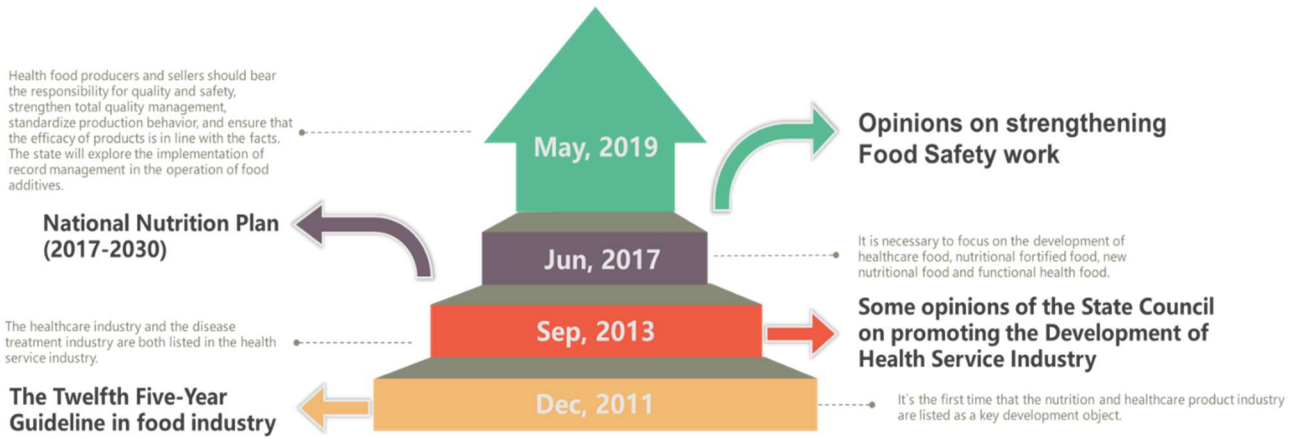 Health food producers and sellers should bear
the responsibility for quality and safety,
strengthen total quality management,
standardize production behavior, and ensure that
the efficacy of products is in line with the facts.
The state will explore the implementation of
record management in the operation of food
additives.
May, 2019
Opinions on strengthening
Food Safety work
National Nutrition Plan
(2017-2030)
Jun, 2017
It is necessary to focus on the development of
healthcare food, nutritional fortified food, new
nutritional food and functional health food.
The healthcare industry and the disease
treatment industry are both listed in the health
service industry.
Sep, 2013
Some opinions of the State Council
on promoting the Development of
Health Service Industry
The Twelfth Five-Year
Guideline in food industry
Dec, 2011
It`s the first time that the nutrition and healthcare product industry
are listed as a key development object.